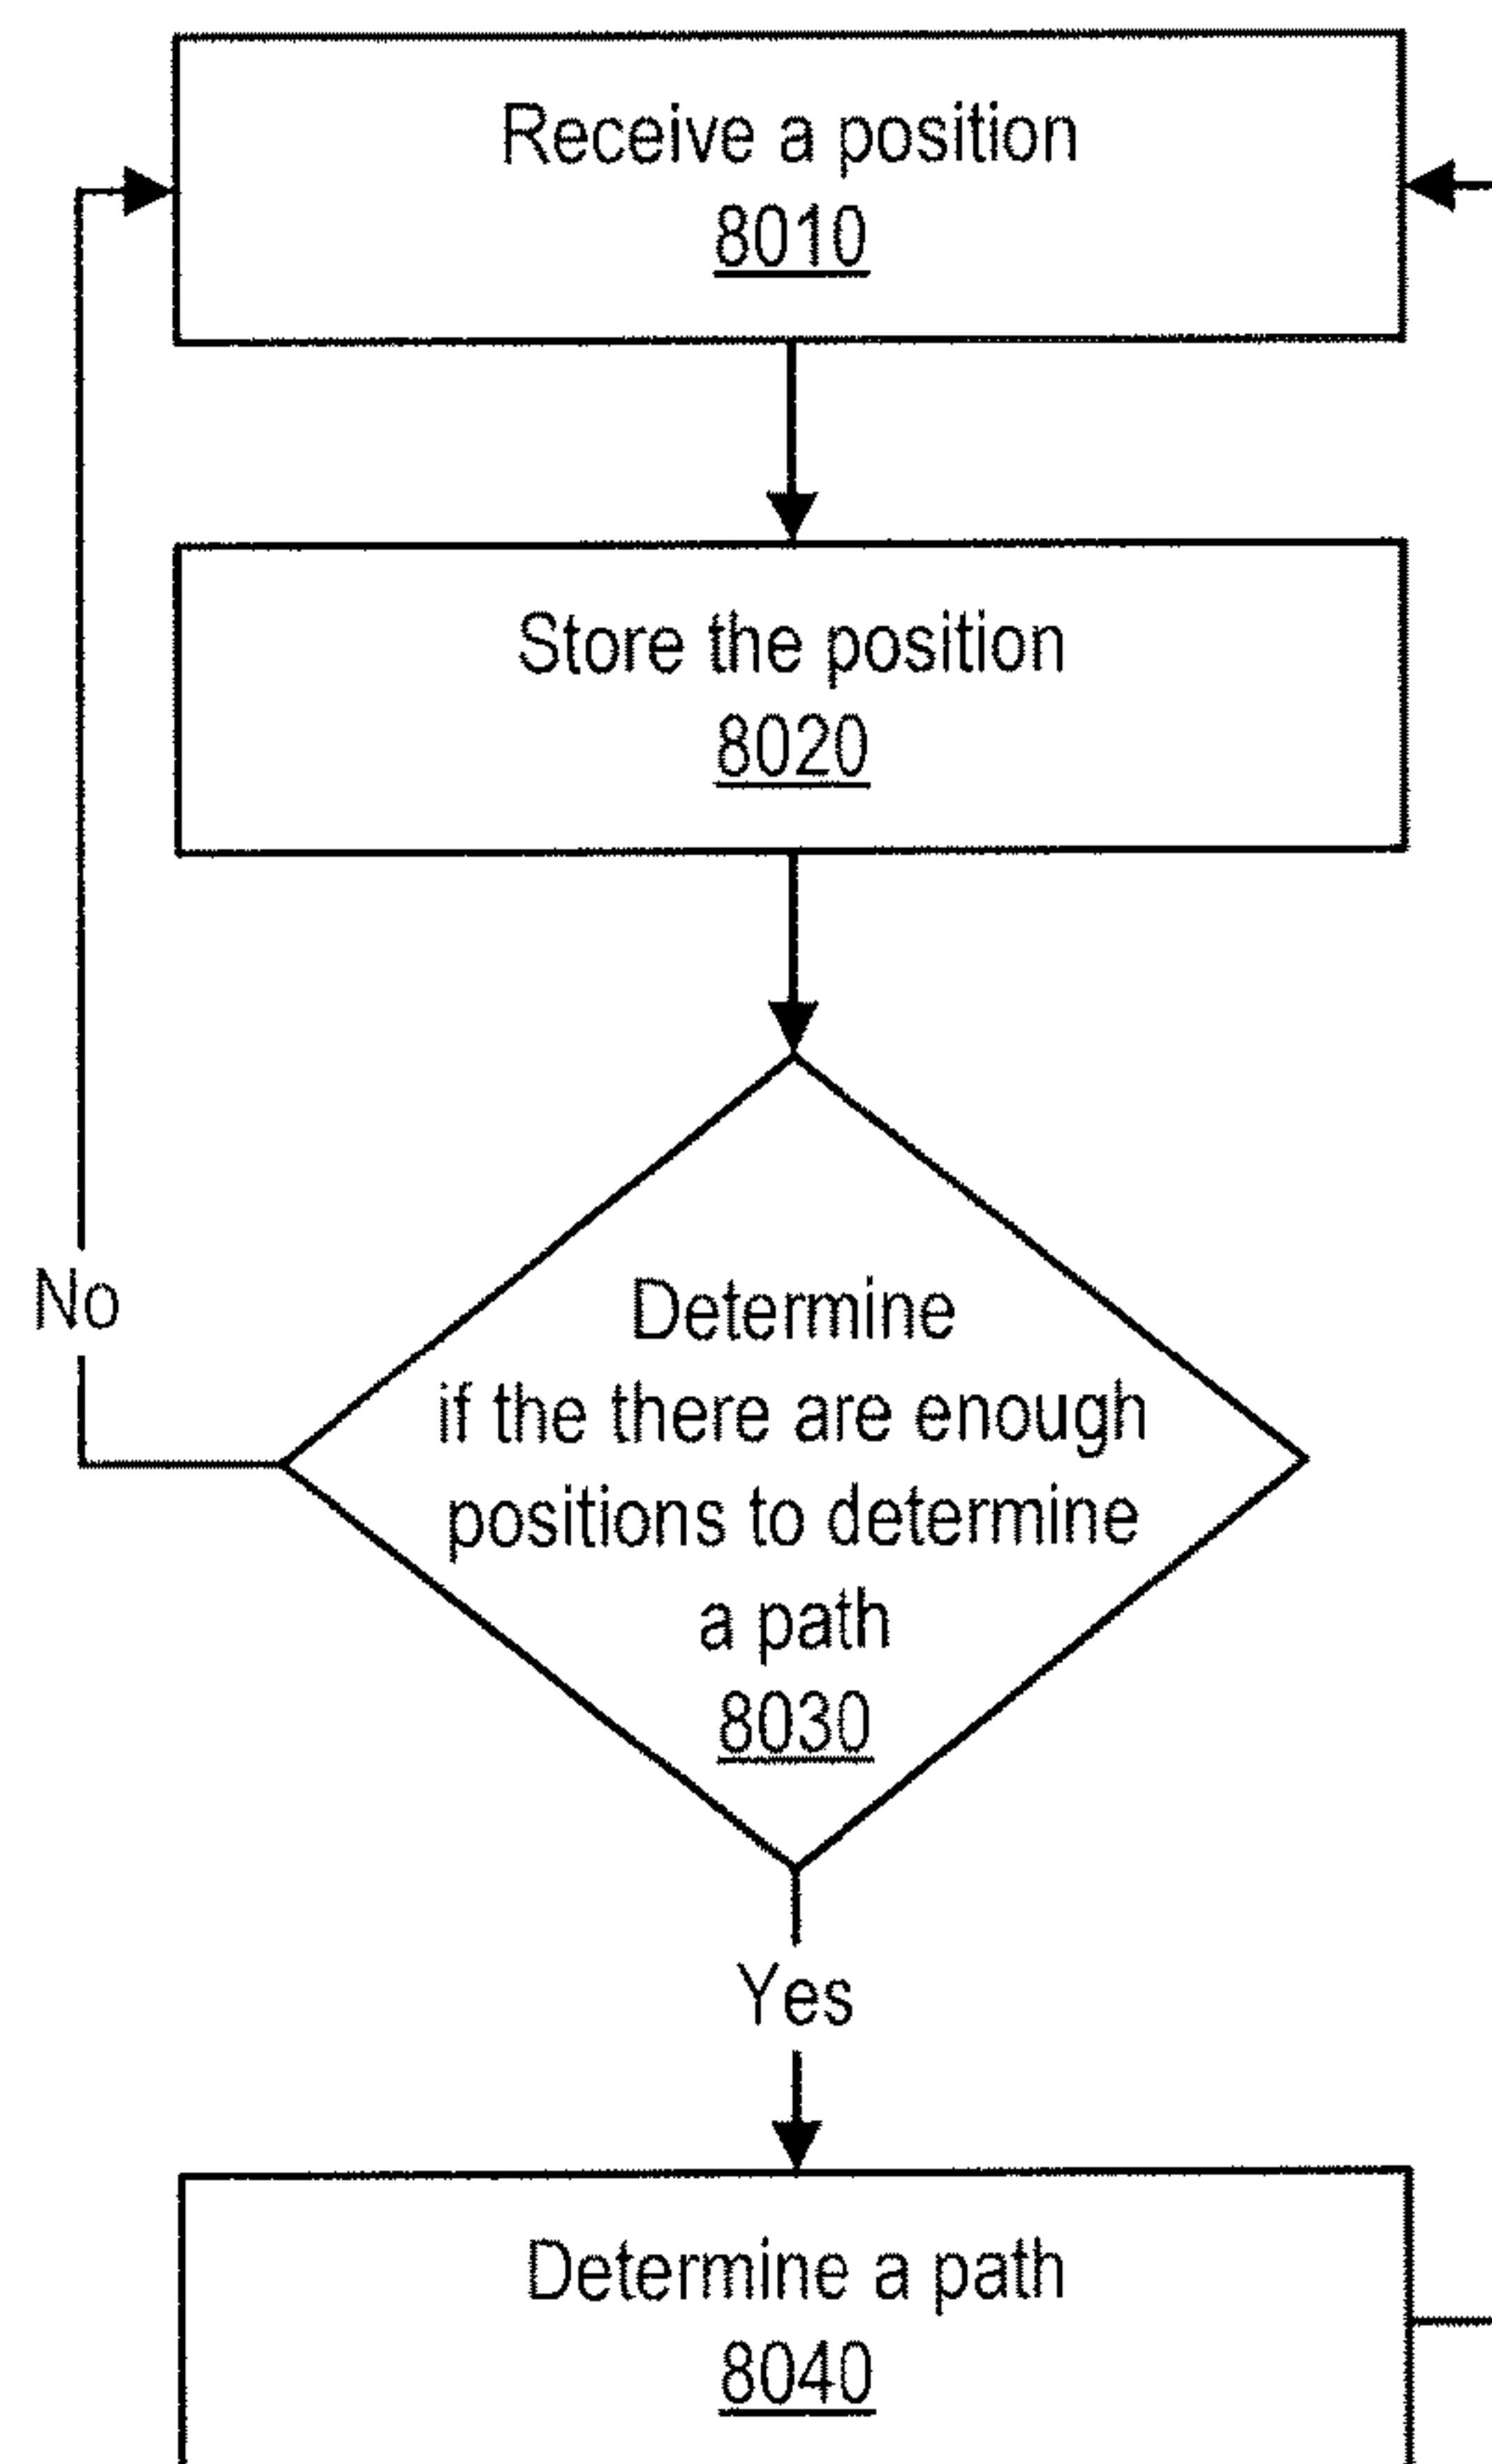 Receive a position
8010
Store the position
8020
No
Determine
if the there are enough
positions to determine
a path
8030
Yes
Determine a path
8040